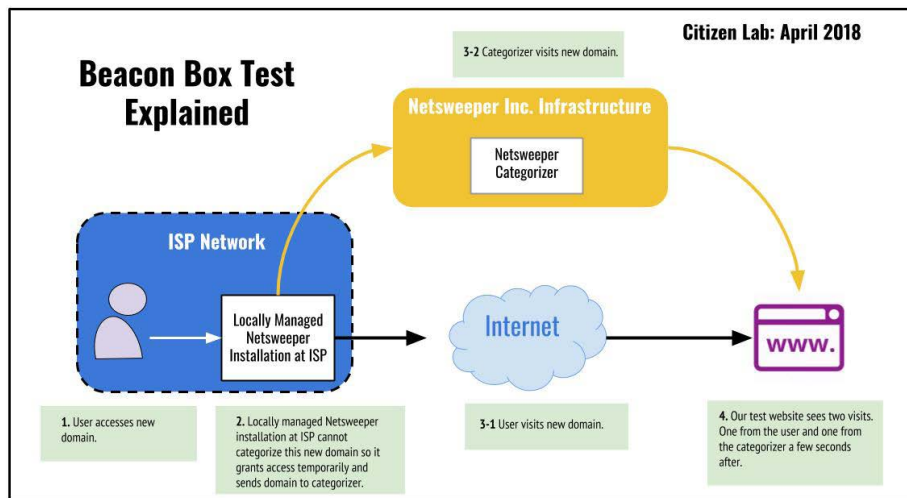 Citizen Lab: April 2018
Beacon Box Test
Explained
3-2 Categorizer visits new domain.
Netsweeper Inc. Infrastructure
Netsweeper
Categorizer
ISP Network
Locally Managed
Netsweeper
Installation at ISP
Internet
www.
1. User accesses new
domain.
2. Locally managed Netsweeper
installation at ISP cannot
categorize this new domain so it
grants access temporarily and
sends domain to categorizer.
3-1 User visits new domain.
4. Our test website sees two visits.
One from the user and one from
the categorizer a few seconds
after.